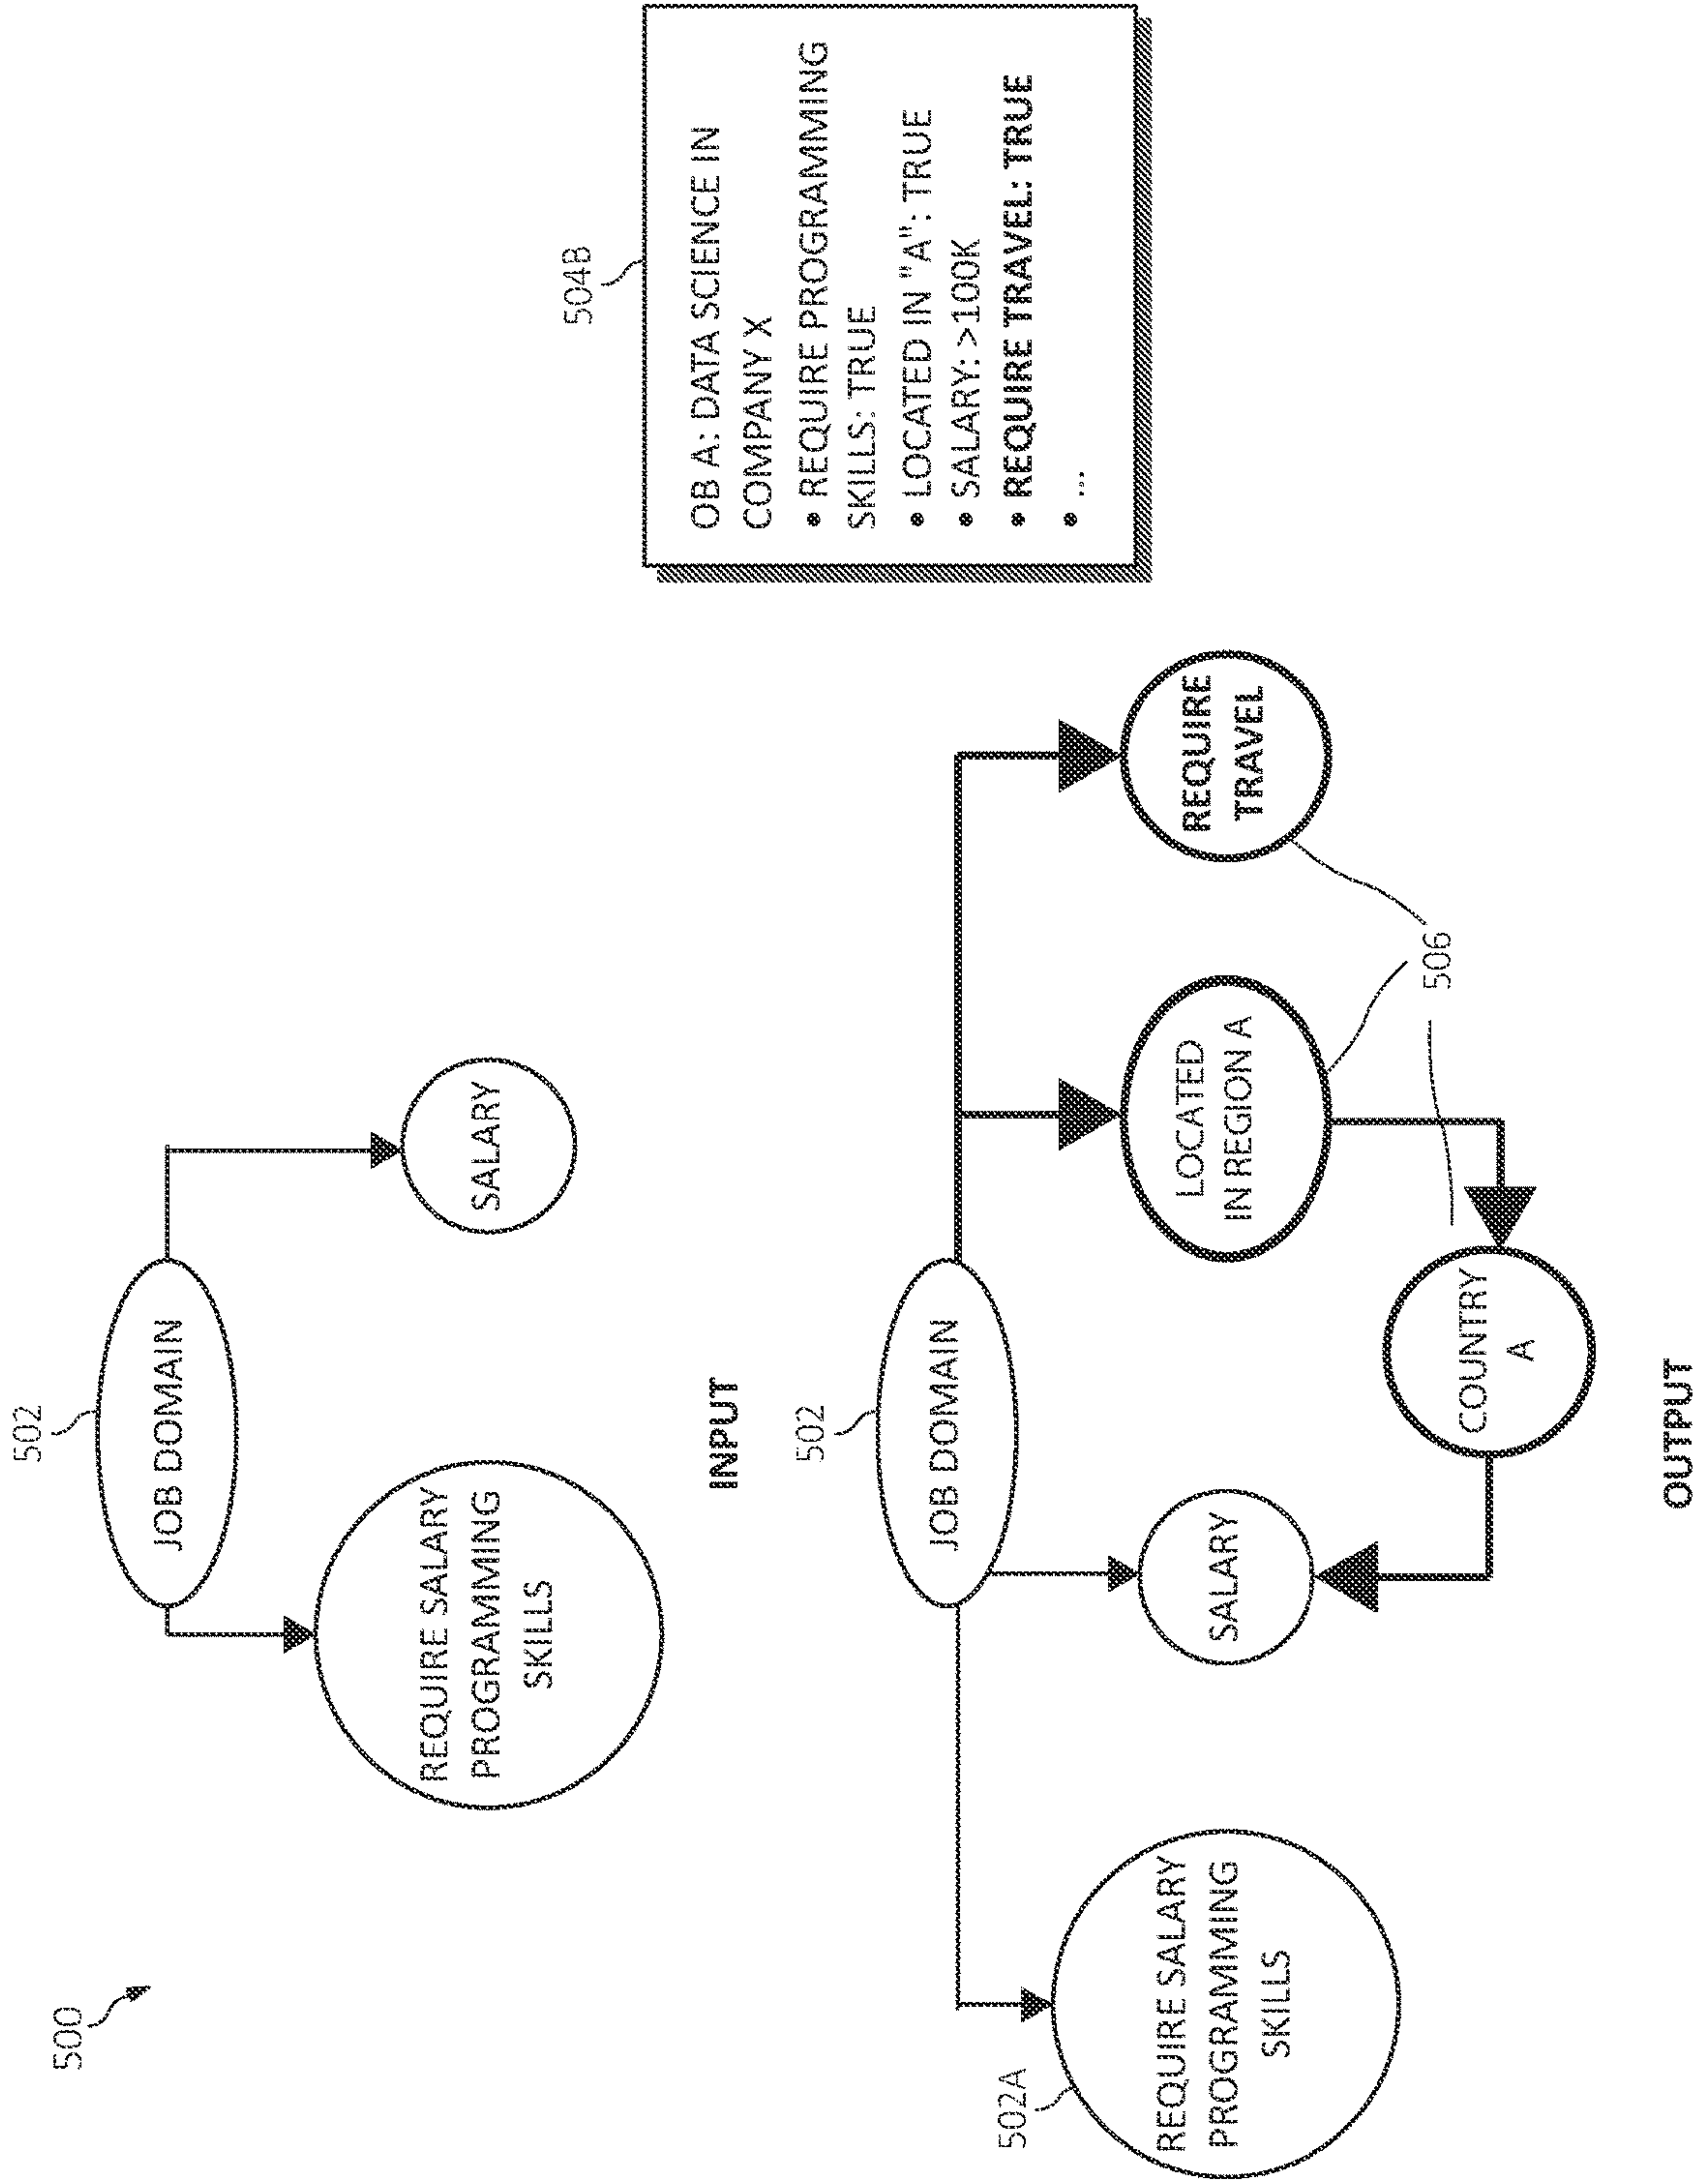 500
502
JOB DOMAIN
REQUIRE SALARY
PROGRAMMING
SKILLS
SALARY
INPUT
504B
OB A: DATA SCIENCE IN
COMPANY X
• REQUIRE PROGRAMMING
SKILLS: TRUE
• LOCATED IN "A": TRUE
• SALARY: >100K
• REQUIRE TRAVEL: TRUE
• ...
502
JOB DOMAIN
502A
REQUIRE SALARY
PROGRAMMING
SKILLS
SALARY
LOCATED
IN REGION A
REQUIRE
TRAVEL
COUNTRY
A
506
OUTPUT